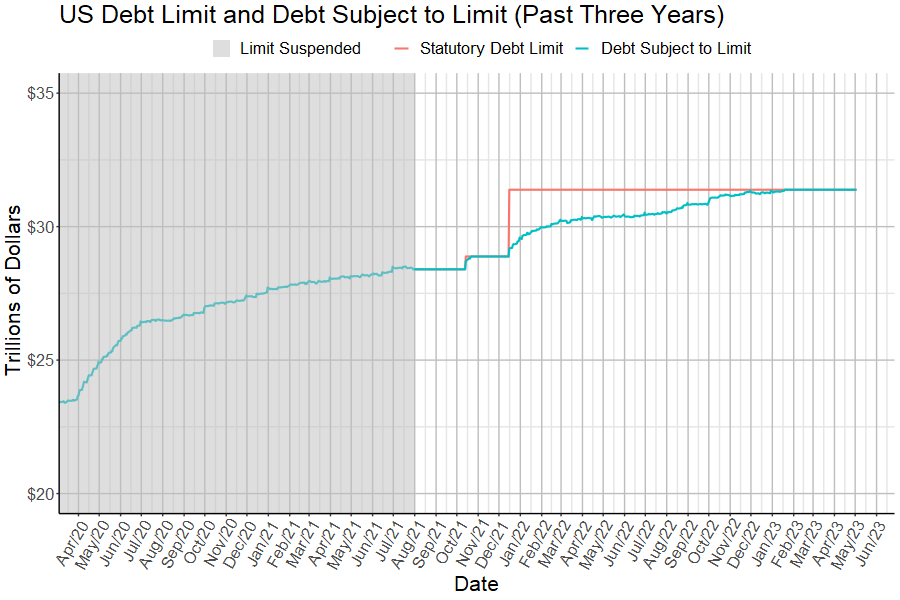 US Debt Limit and Debt Subject to Limit (Past Three Years)
Limit Suspended Statutory Debt Limit Debt Subject to Limit
$35
$30
$25
$20
Trillions of Dollars
Apr/20 May/20 Jun/20 Jul/20 Aug/20 Sep/20 Oct/20 Nov/20 Dec/20 Jan/21 Feb/21 Mar/21 Apr/21 May/21 Jun/21 Jul/21 Aug/21 Sep/21 Oct/21 Nov/21 Dec/21 Jan/22 Feb/22 Mar/22 Apr/22 May/22 Jun/22 Jul/22 Aug/22 Sep/22 Oct/22 Nov/22 Dec/22 Jan/23 Feb/23 Mar/23 Apr/23 May/23 Jun/23
Date